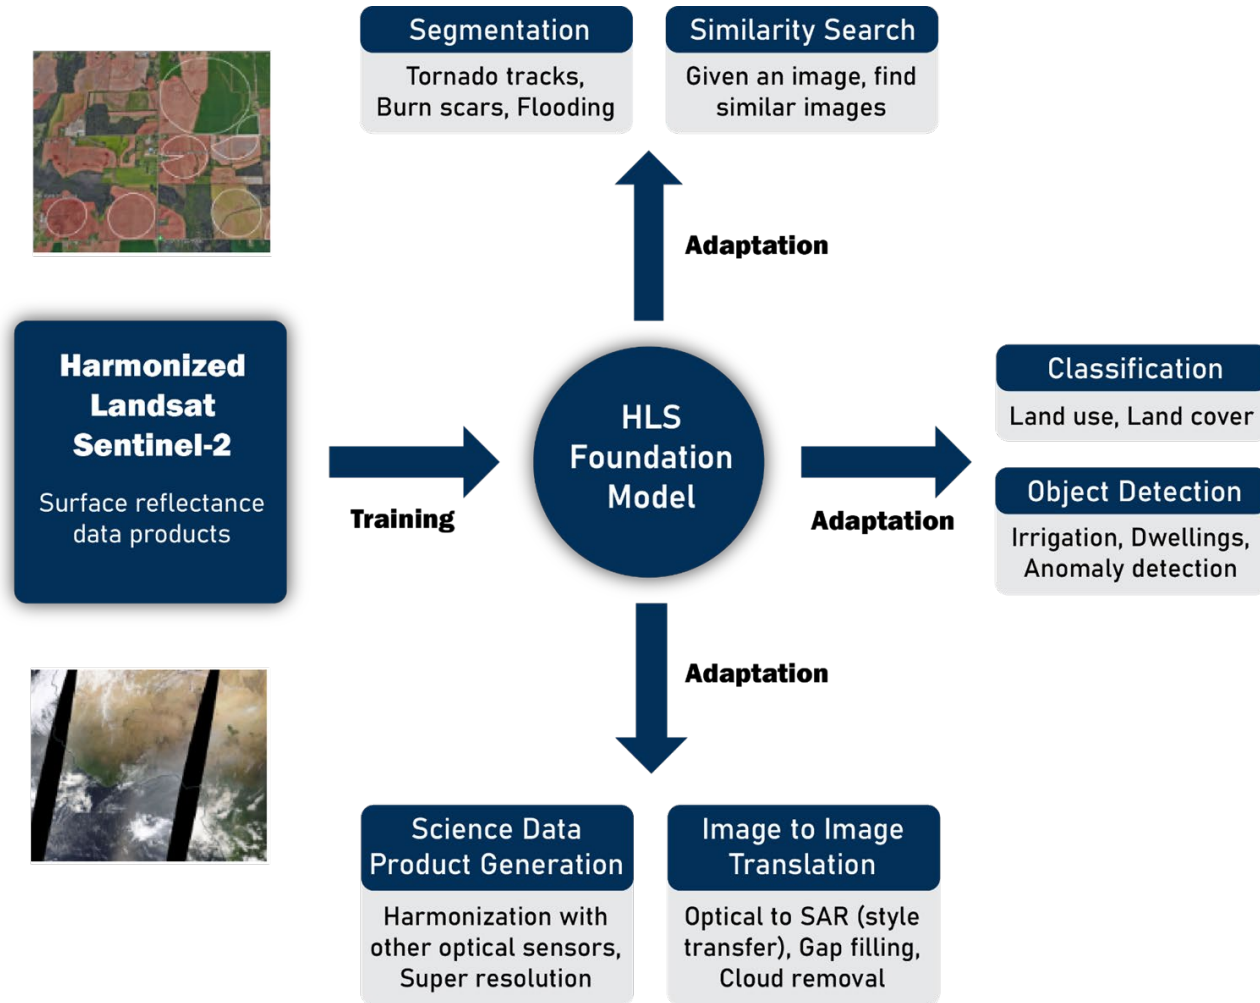 Segmentation
Tornado tracks,
Burn scars, Flooding
Similarity Search
Given an image, find
similar images
Adaptation
Harmonized
Landsat
Sentinel-2
Surface reflectance
data products
Training
HLS
Foundation
Model
Adaptation
Classification
Land use, Land cover
Object Detection
Irrigation, Dwellings,
Anomaly detection
Adaptation
Science Data
Product Generation
Harmonization with
other optical sensors,
Super resolution
Image to Image
Translation
Optical to SAR (style
transfer), Gap filling,
Cloud removal